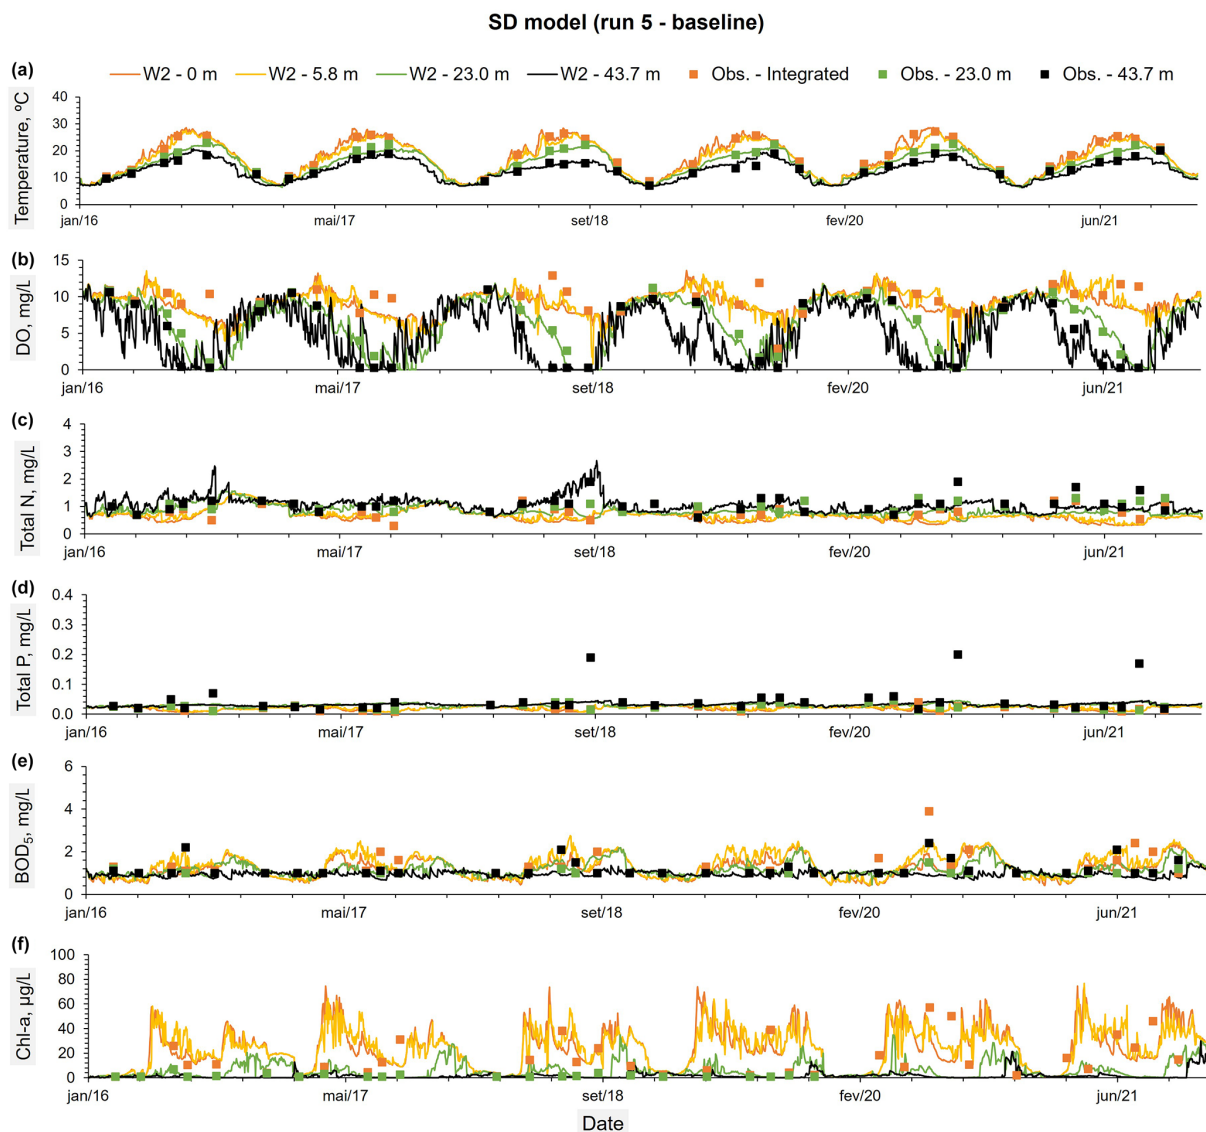 SD model (run 5 - baseline)
(a) W2 - 0 m W2 - 5.8 m W2 - 23.0 m W2 - 43.7 m Obs. - Integrated Obs. - 23.0 m Obs. - 43.7 m
Temperature, ºC
40
30
20
10
0
jan/16 mai/17 set/18 fev/20 jun/21
(b)
DO, mg/L
15
10
5
0
jan/16 mai/17 set/18 fev/20 jun/21
(c)
Total N, mg/L
4
3
2
1
0
jan/16 mai/17 set/18 fev/20 jun/21
(d)
Total P, mg/L
0.4
0.3
0.2
0.1
0.0
jan/16 mai/17 set/18 fev/20 jun/21
(e)
BOD5, mg/L
6
4
2
0
jan/16 mai/17 set/18 fev/20 jun/21
(f)
Chl-a, µg/L
100
80
60
40
20
0
jan/16 mai/17 set/18 fev/20 jun/21
Date